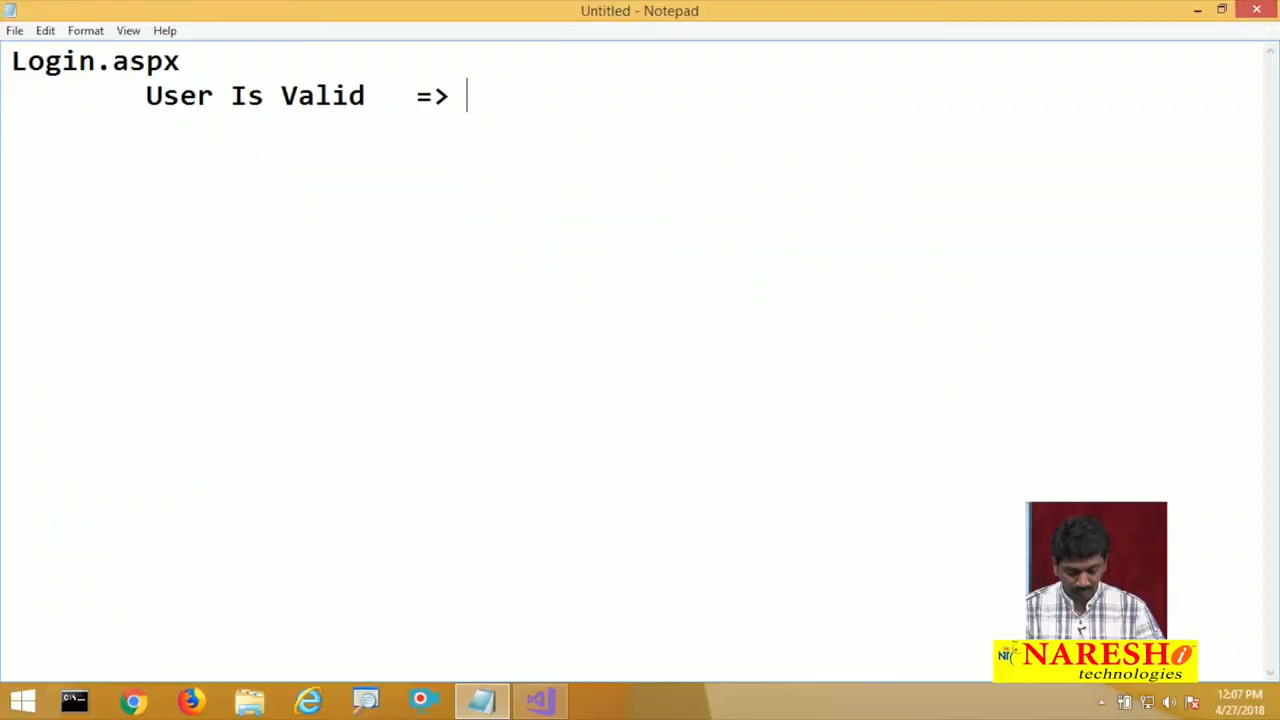 Untitled - Notepad
File Edit Format View Help
Login.aspx
User Is Valid =>
NARESH i
technologies
12:07 PM
4/27/2018